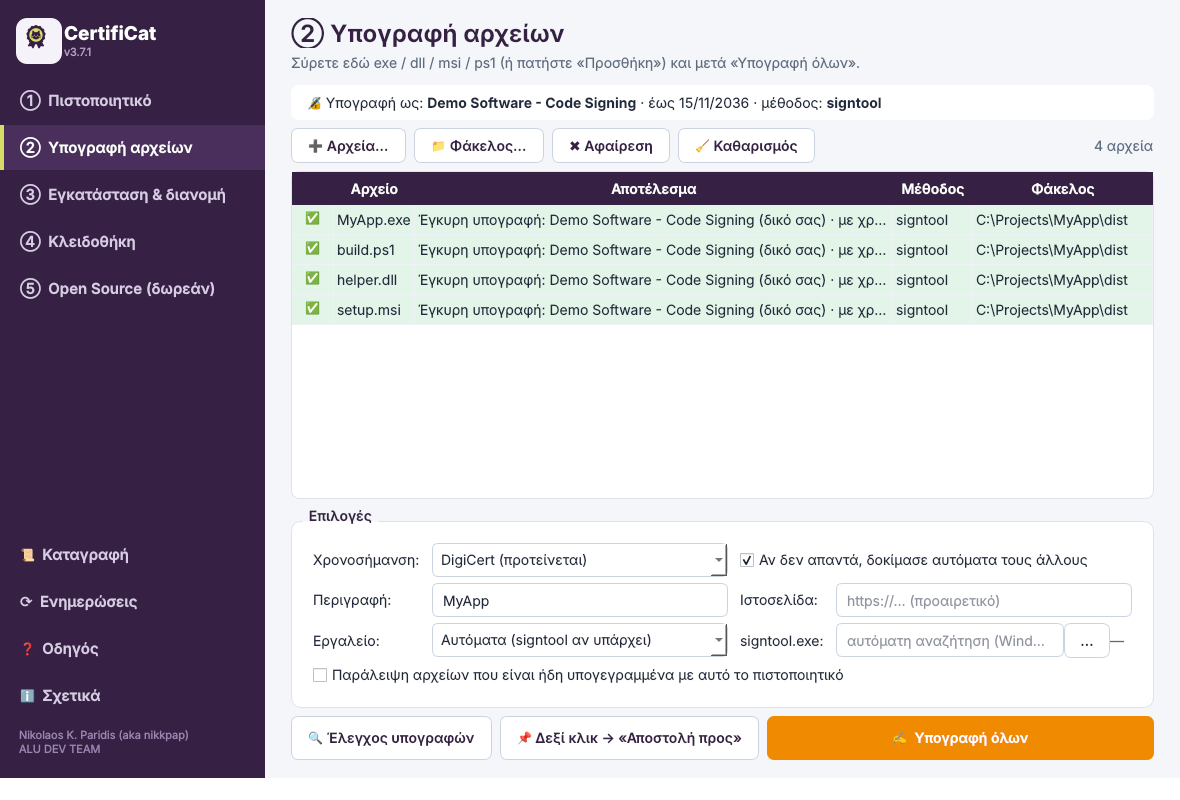 CertifiCat
v3.7.1
① Πιστοποιητικό
② Υπογραφή αρχείων
③ Εγκατάσταση & διανομή
④ Κλειδοθήκη
⑤ Open Source (δωρεάν)
Καταγραφή
Ενημερώσεις
Οδηγός
Σχετικά
Nikolaos K. Paridis (aka nikkpap)
ALU DEV TEAM
② Υπογραφή αρχείων
Σύρετε εδώ exe / dll / msi / ps1 (ή πατήστε «Προσθήκη») και μετά «Υπογραφή όλων».
Υπογραφή ως: Demo Software - Code Signing · έως 15/11/2036 · μέθοδος: signtool
Αρχεία... Φάκελος... Αφαίρεση Καθαρισμός 4 αρχεία
Αρχείο Αποτέλεσμα Μέθοδος Φάκελος
MyApp.exe Έγκυρη υπογραφή: Demo Software - Code Signing (δικό σας) · με χρ... signtool C:\Projects\MyApp\dist
build.ps1 Έγκυρη υπογραφή: Demo Software - Code Signing (δικό σας) · με χρ... signtool C:\Projects\MyApp\dist
helper.dll Έγκυρη υπογραφή: Demo Software - Code Signing (δικό σας) · με χρ... signtool C:\Projects\MyApp\dist
setup.msi Έγκυρη υπογραφή: Demo Software - Code Signing (δικό σας) · με χρ... signtool C:\Projects\MyApp\dist
Επιλογές
Χρονοσήμανση: DigiCert (προτείνεται) Αν δεν απαντά, δοκίμασε αυτόματα τους άλλους
Περιγραφή: MyApp Ιστοσελίδα: https://... (προαιρετικό)
Εργαλείο: Αυτόματα (signtool αν υπάρχει) signtool.exe: αυτόματη αναζήτηση (Wind... ... —
Παράλειψη αρχείων που είναι ήδη υπογεγραμμένα με αυτό το πιστοποιητικό
Έλεγχος υπογραφών Δεξί κλικ → «Αποστολή προς» Υπογραφή όλων